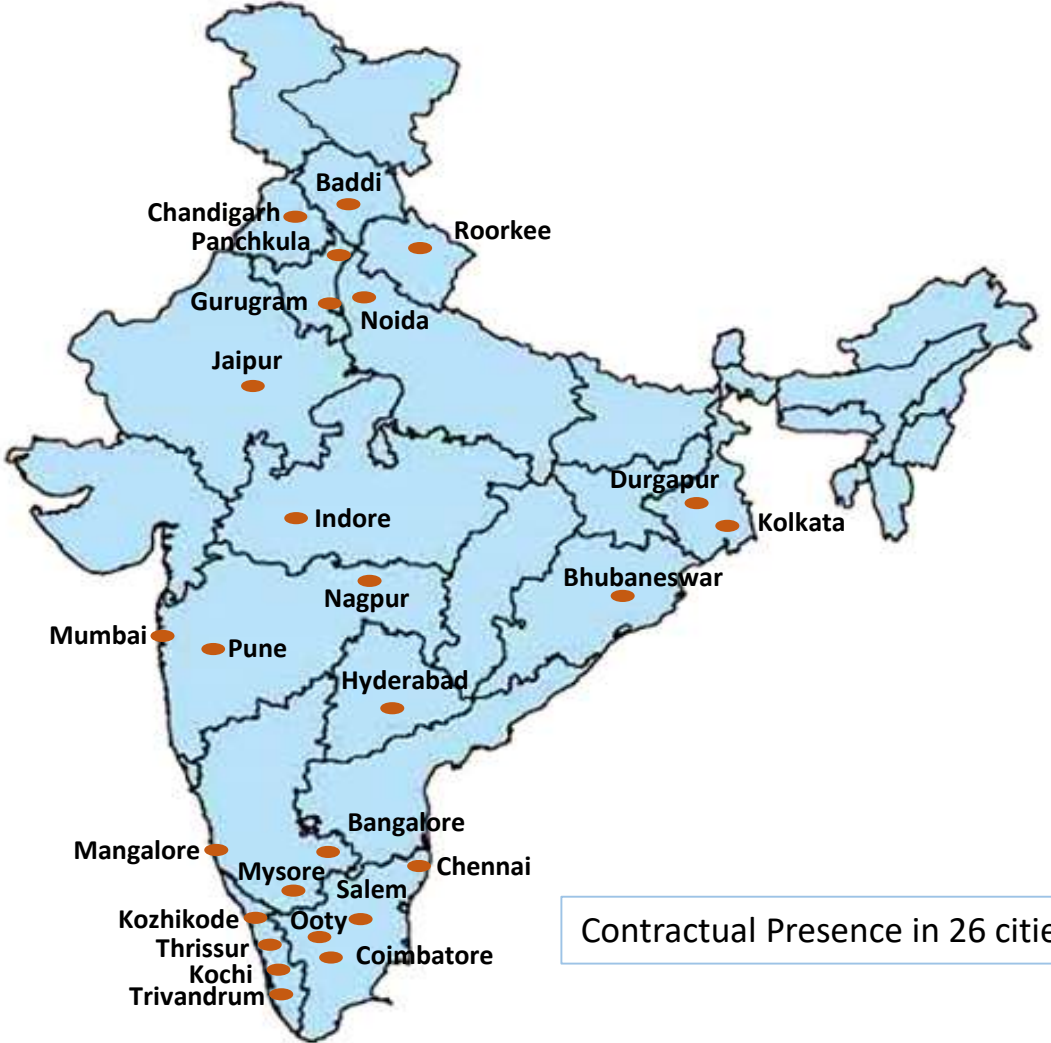 Baddi
Chandigarh
Panchkula
Roorkee
Gurugram
Noida
Jaipur
Durgapur
Indore
Kolkata
Bhubaneswar
Nagpur
Mumbai
Pune
Hyderabad
Bangalore
Mangalore
Chennai
Mysore
Salem
Kozhikode
Ooty
Thrissur
Coimbatore
Kochi
Trivandrum
Contractual Presence in 26 citie